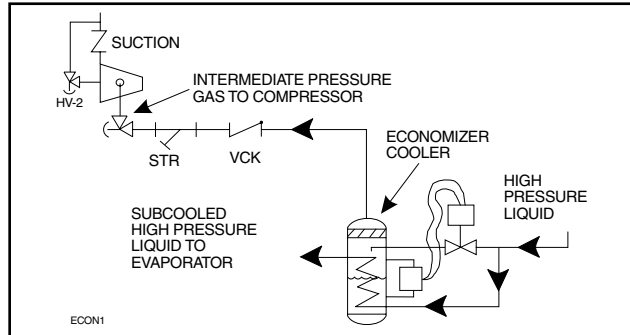 SUCTION
HV-2
INTERMEDIATE PRESSURE
GAS TO COMPRESSOR
STR
VCK
ECONOMIZER
COOLER
HIGH
PRESSURE
LIQUID
SUBCOOLED
HIGH PRESSURE
LIQUID TO
EVAPORATOR
ECON1